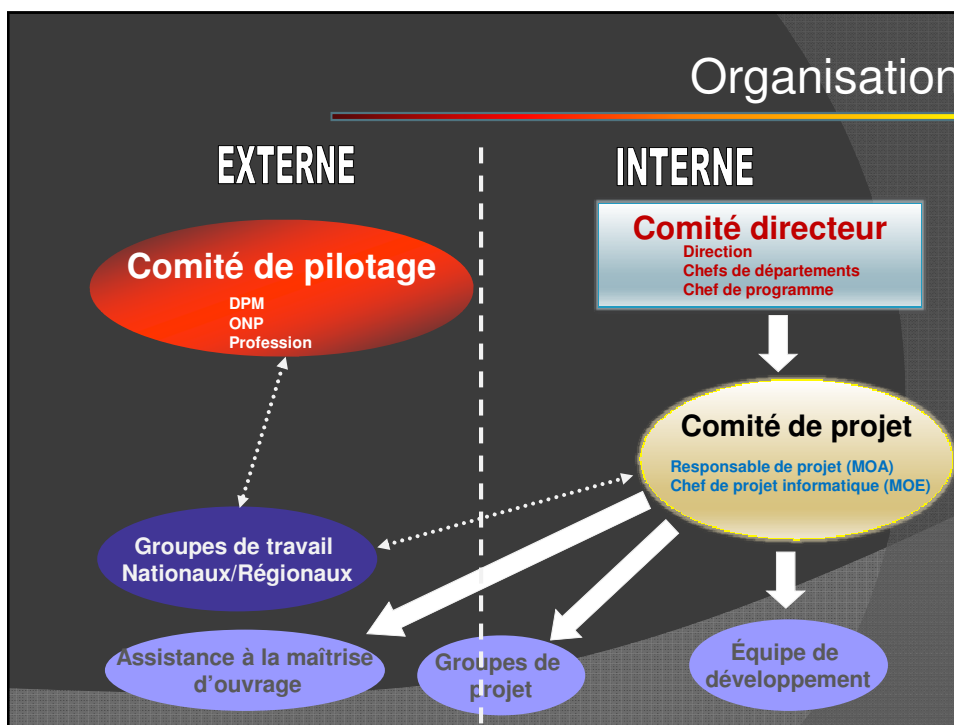 Organisation
EXTERNE
INTERNE
Comité de pilotage
DPM
ONP
Profession
Comité directeur
Direction
Chefs de départements
Chef de programme
Comité de projet
Responsable de projet (MOA)
Chef de projet informatique (MOE)
Groupes de travail
Nationaux/Régionaux
Assistance à la maîtrise
d’ouvrage
Groupes de
projet
Équipe de
développement